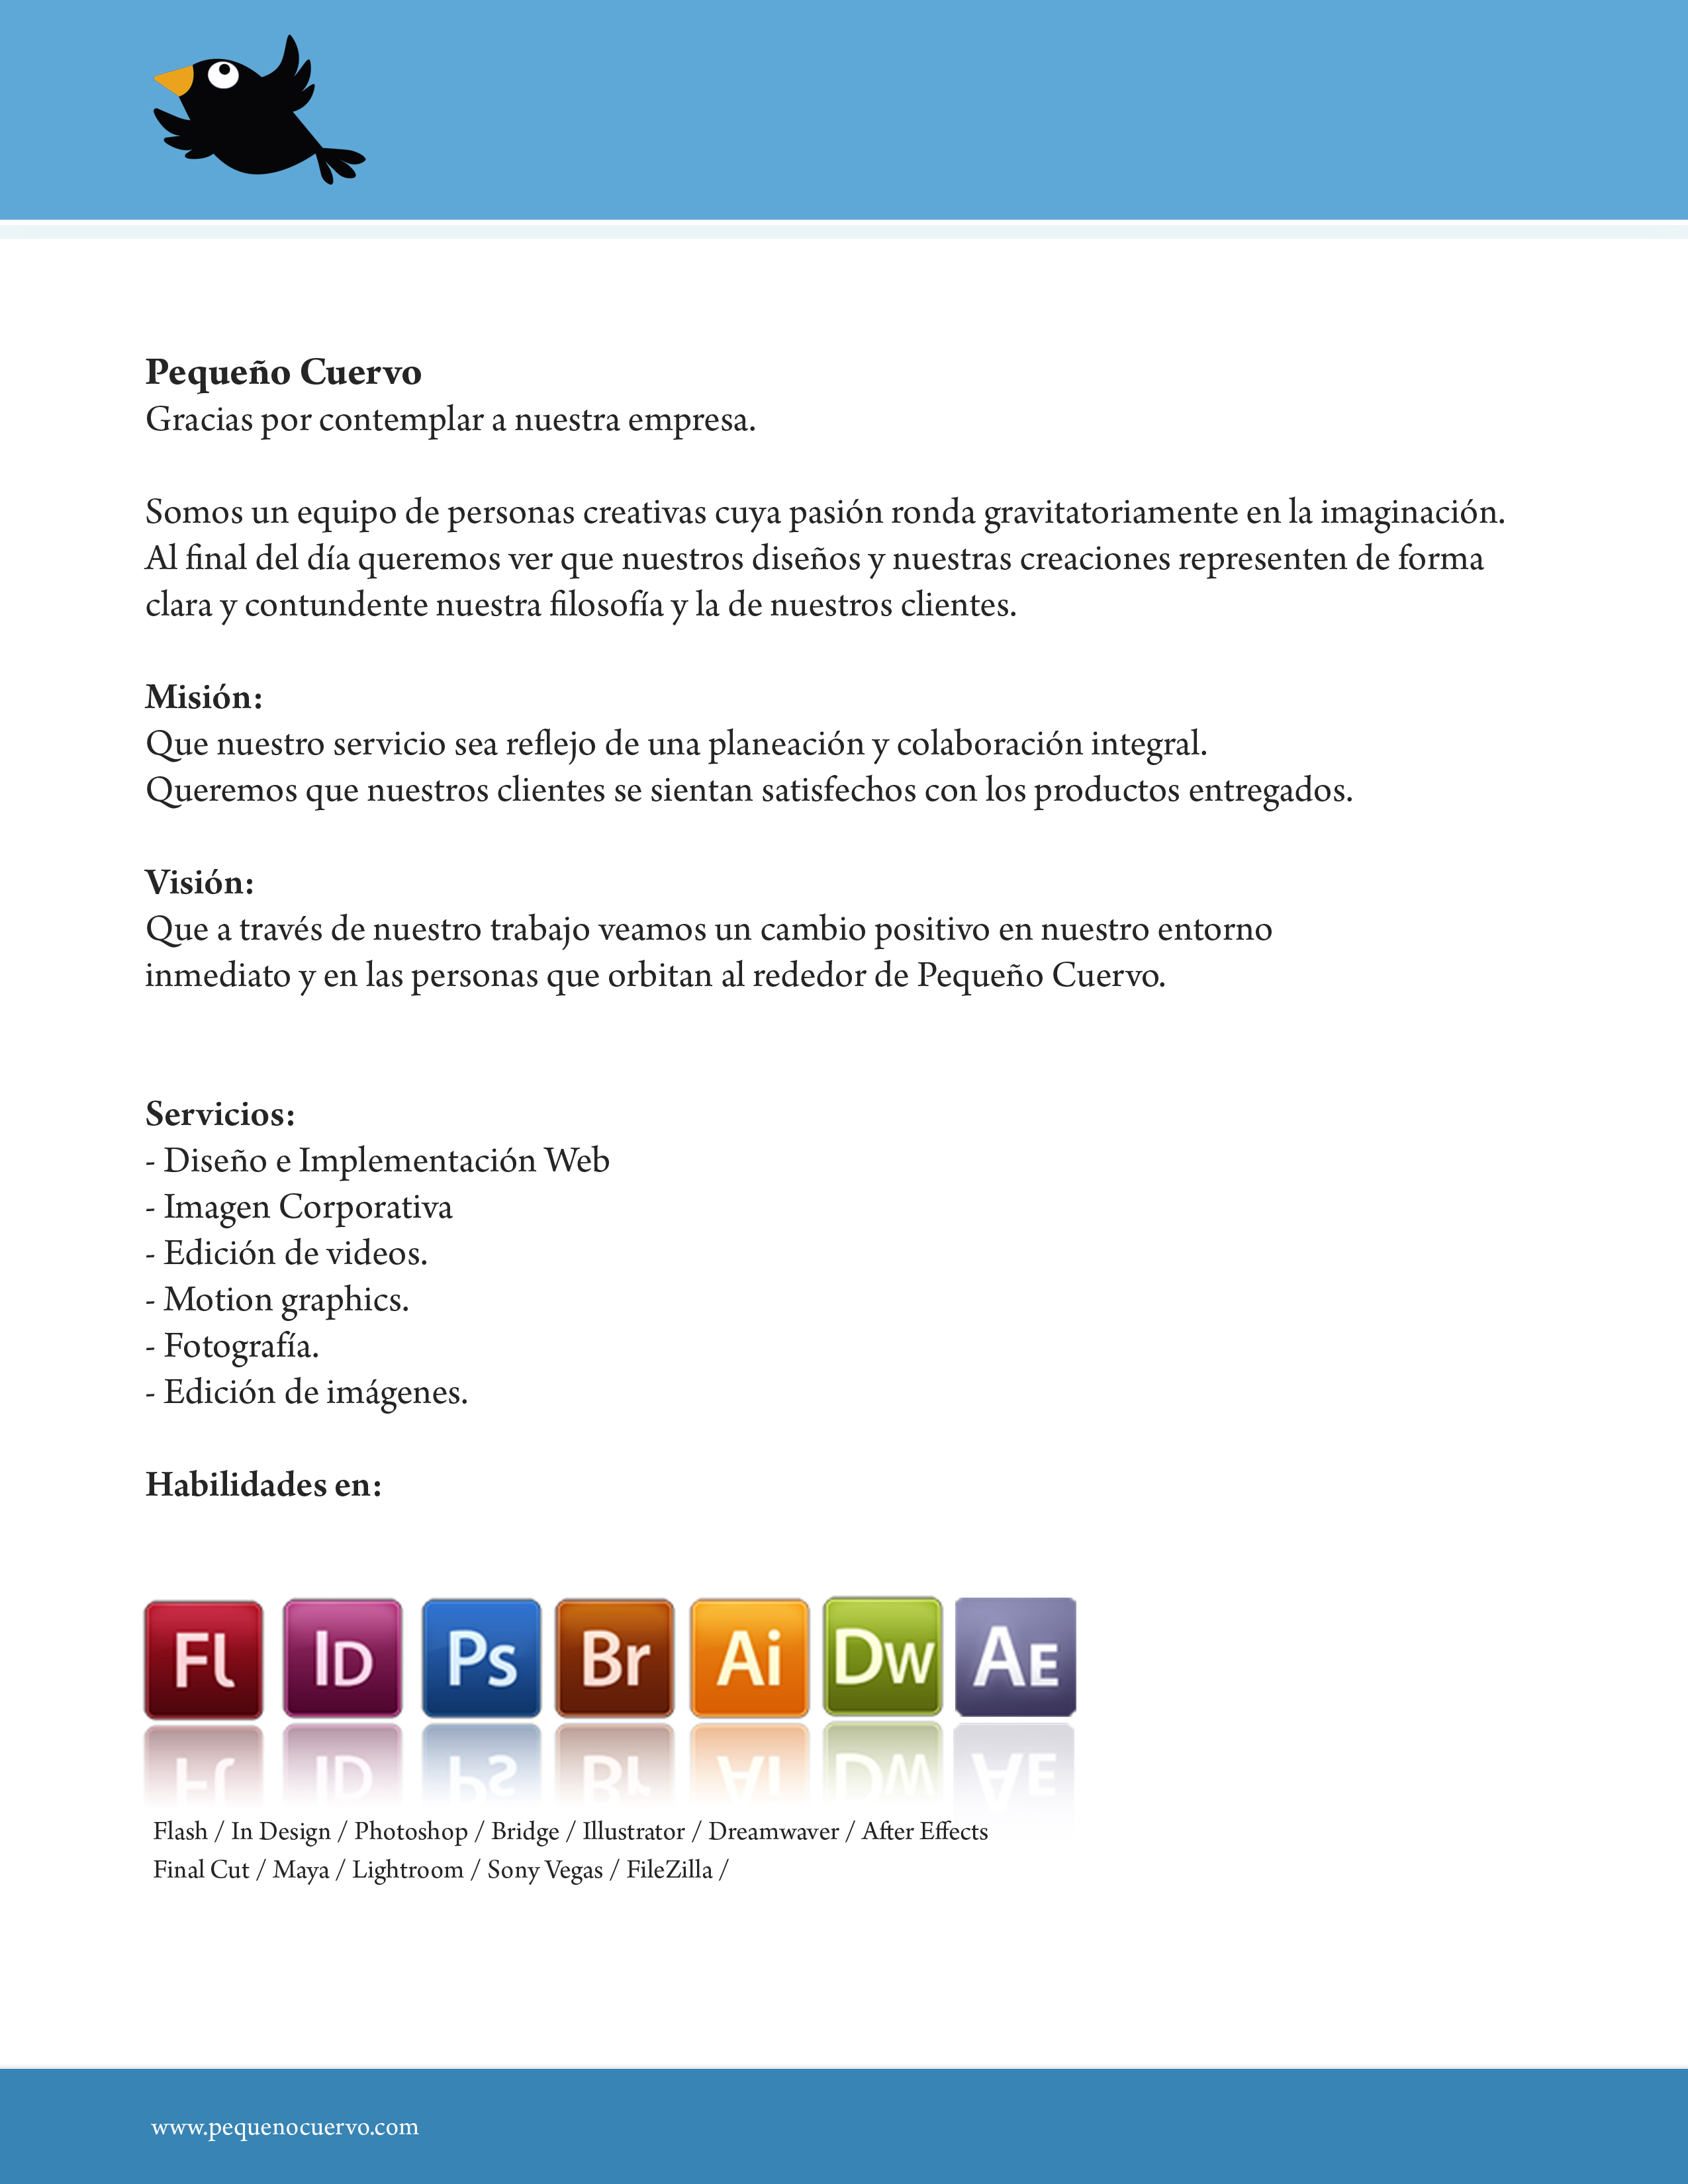 Pequeño Cuervo
Gracias por contemplar a nuestra empresa.
Somos un equipo de personas creativas cuya pasión ronda gravitatoriamente en la imaginación.
Al final del día queremos ver que nuestros diseños y nuestras creaciones representen de forma
clara y contundente nuestra filosofía y la de nuestros clientes.
Misión:
Que nuestro servicio sea reflejo de una planeación y colaboración integral.
Queremos que nuestros clientes se sientan satisfechos con los productos entregados.
Visión:
Que a través de nuestro trabajo veamos un cambio positivo en nuestro entorno
inmediato y en las personas que orbitan al rededor de Pequeño Cuervo.
Servicios:
- Diseño e Implementación Web
- Imagen Corporativa
- Edición de videos.
- Motion graphics.
- Fotografía.
- Edición de imágenes.
Habilidades en:
Fl ID Ps Br Ai DW AE
Flash / In Design / Photoshop / Bridge / Illustrator / Dreamwaver / After Effects
Final Cut / Maya / Lightroom / Sony Vegas / FileZilla /
www.pequenocuervo.com